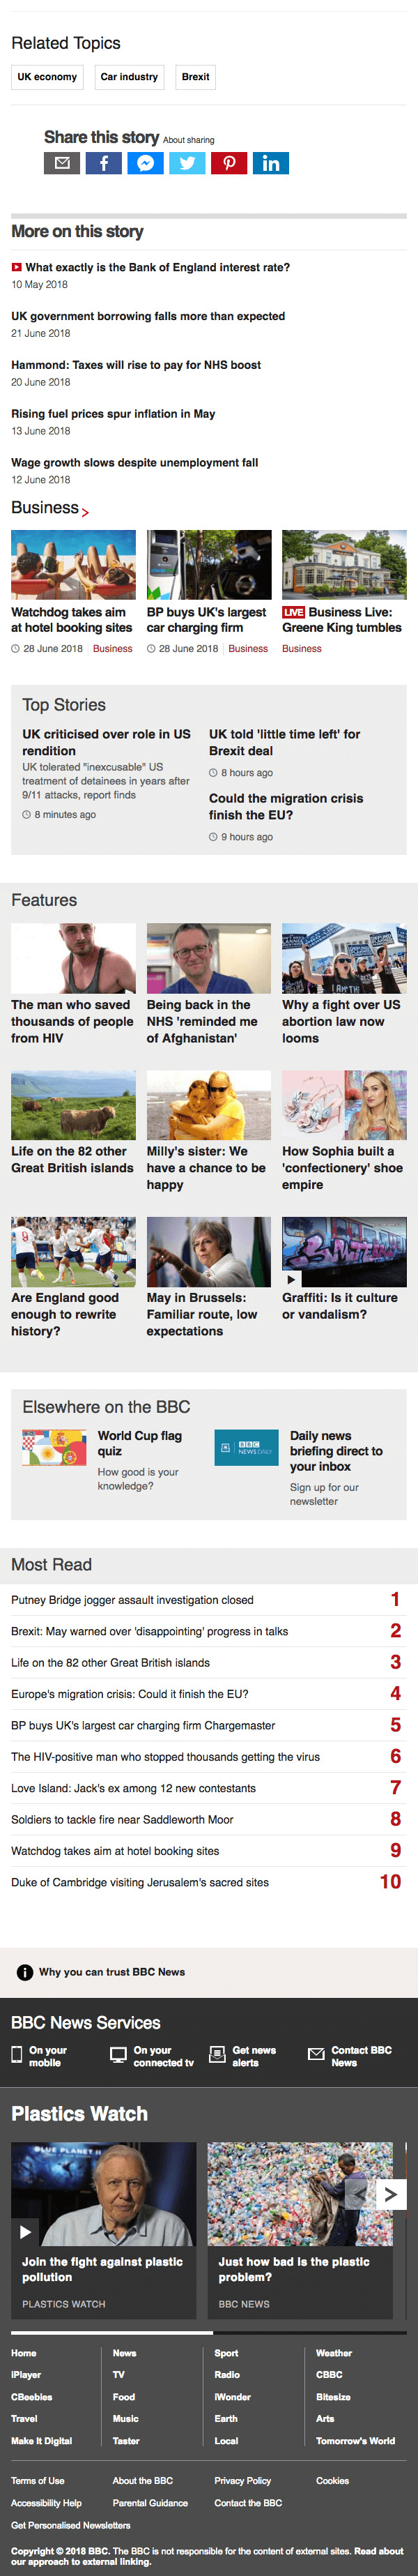 Related Topics
UK economy
Car industry
Brexit
Share this story About sharing
More on this story
What exactly is the Bank of England interest rate?
10 May 2018
UK government borrowing falls more than expected
21 June 2018
Hammond: Taxes will rise to pay for NHS boost
20 June 2018
Rising fuel prices spur inflation in May
13 June 2018
Wage growth slows despite unemployment fall
12 June 2018
Business
Watchdog takes aim
at hotel booking sites
28 June 2018 Business
BP buys UK's largest
car charging firm
28 June 2018 Business
LIVE Business Live:
Greene King tumbles
Business
Top Stories
UK criticised over role in US
rendition
UK tolerated "inexcusable" US
treatment of detainees in years after
9/11 attacks, report finds
8 minutes ago
UK told 'little time left' for
Brexit deal
8 hours ago
Could the migration crisis
finish the EU?
9 hours ago
Features
The man who saved
thousands of people
from HIV
Being back in the
NHS 'reminded me
of Afghanistan'
Why a fight over US
abortion law now
looms
Life on the 82 other
Great British islands
Milly's sister: We
have a chance to be
happy
How Sophia built a
'confectionery' shoe
empire
Are England good
enough to rewrite
history?
May in Brussels:
Familiar route, low
expectations
Graffiti: Is it culture
or vandalism?
Elsewhere on the BBC
World Cup flag
quiz
How good is your
knowledge?
BBC
NEWS DAILY
Daily news
briefing direct to
your inbox
Sign up for our
newsletter
Most Read
Putney Bridge jogger assault investigation closed 1
Brexit: May warned over 'disappointing' progress in talks 2
Life on the 82 other Great British islands 3
Europe's migration crisis: Could it finish the EU? 4
BP buys UK's largest car charging firm Chargemaster 5
The HIV-positive man who stopped thousands getting the virus 6
Love Island: Jack's ex among 12 new contestants 7
Soldiers to tackle fire near Saddleworth Moor 8
Watchdog takes aim at hotel booking sites 9
Duke of Cambridge visiting Jerusalem's sacred sites 10
Why you can trust BBC News
BBC News Services
On your
mobile
On your
connected tv
Get news
alerts
Contact BBC
News
Plastics Watch
BLUE PLANET II
Join the fight against plastic
pollution
PLASTICS WATCH
Just how bad is the plastic
problem?
BBC NEWS
Home News Sport Weather
iPlayer TV Radio CBBC
CBeebies Food iWonder Bitesize
Travel Music Earth Arts
Make It Digital Taster Local Tomorrow's World
Terms of Use About the BBC Privacy Policy Cookies
Accessibility Help Parental Guidance Contact the BBC
Get Personalised Newsletters
Copyright © 2018 BBC. The BBC is not responsible for the content of external sites. Read about
our approach to external linking.